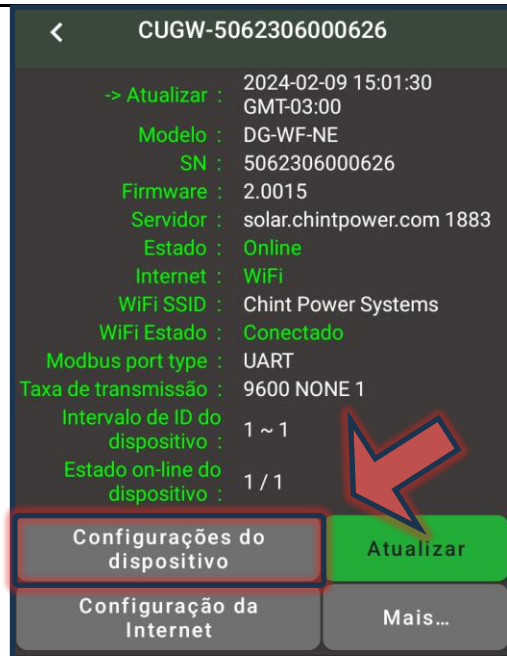 CUGW-5062306000626
-> Atualizar : 2024-02-09 15:01:30
GMT-03:00
Modelo : DG-WF-NE
SN : 5062306000626
Firmware : 2.0015
Servidor : solar.chintpower.com 1883
Estado : Online
Internet : WiFi
WiFi SSID : Chint Power Systems
WiFi Estado : Conectado
Modbus port type : UART
Taxa de transmissão : 9600 NONE 1
Intervalo de ID do
dispositivo : 1 ~ 1
Estado on-line do
dispositivo : 1 / 1
Configurações do
dispositivo
Atualizar
Configuração da
Internet
Mais...